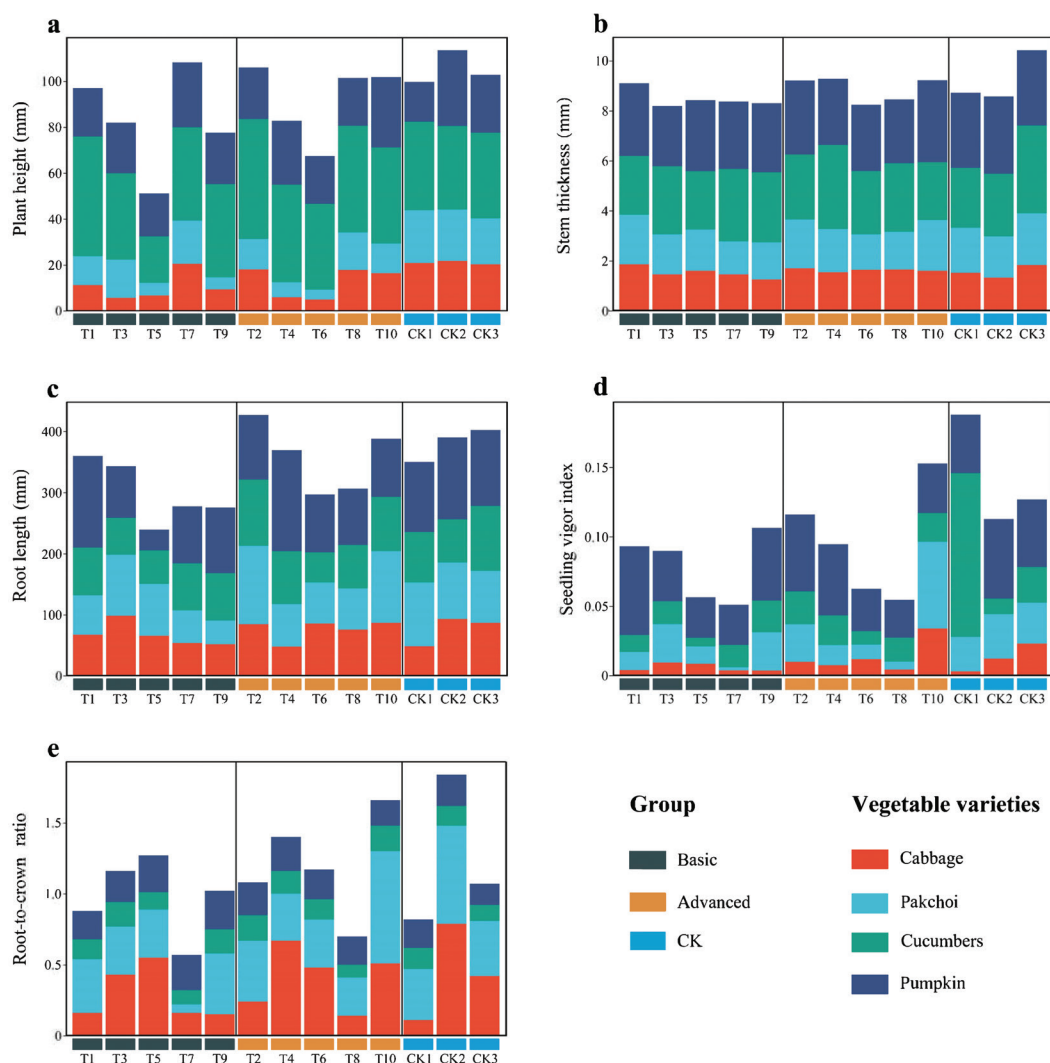 a
Plant height (mm)
100
80
60
40
20
0
T1 T3 T5 T7 T9 T2 T4 T6 T8 T10 CK1 CK2 CK3
b
Stem thickness (mm)
10
8
6
4
2
0
T1 T3 T5 T7 T9 T2 T4 T6 T8 T10 CK1 CK2 CK3
c
Root length (mm)
400
300
200
100
0
T1 T3 T5 T7 T9 T2 T4 T6 T8 T10 CK1 CK2 CK3
d
Seedling vigor index
0.15
0.10
0.05
0
T1 T3 T5 T7 T9 T2 T4 T6 T8 T10 CK1 CK2 CK3
e
Root-to-crown ratio
1.5
1.0
0.5
0
T1 T3 T5 T7 T9 T2 T4 T6 T8 T10 CK1 CK2 CK3
Group
Basic
Advanced
CK
Vegetable varieties
Cabbage
Pakchoi
Cucumbers
Pumpkin